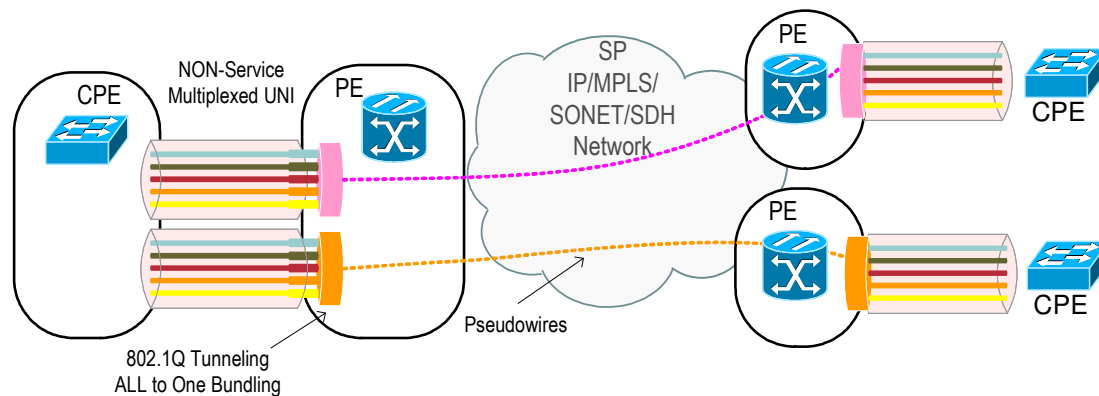 NON-Service
Multiplexed UNI
CPE
PE
SP
IP/MPLS/
SONET/SDH
Network
PE
CPE
PE
CPE
Pseudowires
802.1Q Tunneling
ALL to One Bundling